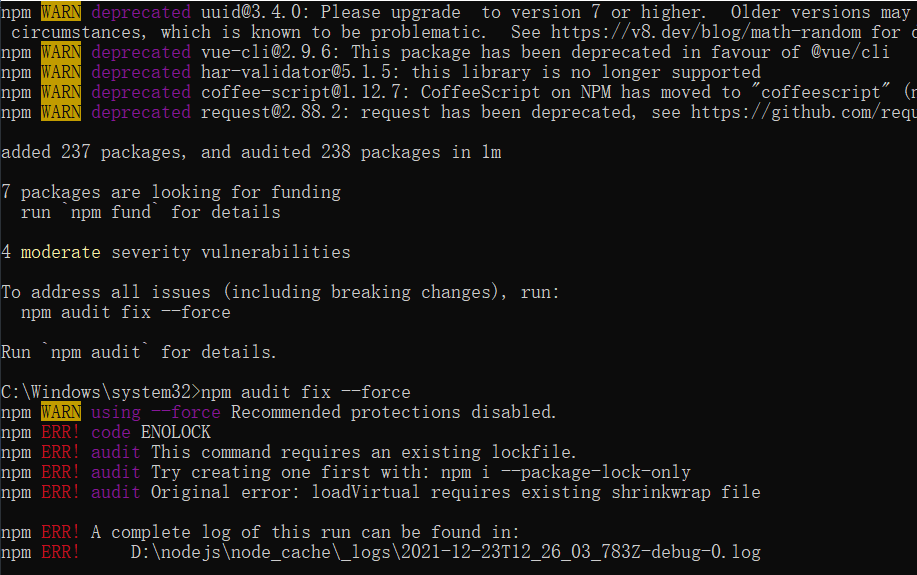 npm WARN deprecated uuid@3.4.0: Please upgrade  to version 7 or higher.  Older versions may
circumstances, which is known to be problematic.  See https://v8.dev/blog/math-random for
npm WARN deprecated vue-cli@2.9.6: This package has been deprecated in favour of @vue/cli
npm WARN deprecated har-validator@5.1.5: this library is no longer supported
npm WARN deprecated coffee-script@1.12.7: CoffeeScript on NPM has moved to "coffeescript" (
npm WARN deprecated request@2.88.2: request has been deprecated, see https://github.com/requ
added 237 packages, and audited 238 packages in 1m
7 packages are looking for funding
  run `npm fund` for details
4 moderate severity vulnerabilities
To address all issues (including breaking changes), run:
  npm audit fix --force
Run `npm audit` for details.
C:\Windows\system32>npm audit fix --force
npm WARN using --force Recommended protections disabled.
npm ERR! code ENOLOCK
npm ERR! audit This command requires an existing lockfile.
npm ERR! audit Try creating one first with: npm i --package-lock-only
npm ERR! audit Original error: loadVirtual requires existing shrinkwrap file
npm ERR! A complete log of this run can be found in:
npm ERR!     D:\nodejs\node_cache\_logs\2021-12-23T12_26_03_783Z-debug-0.log